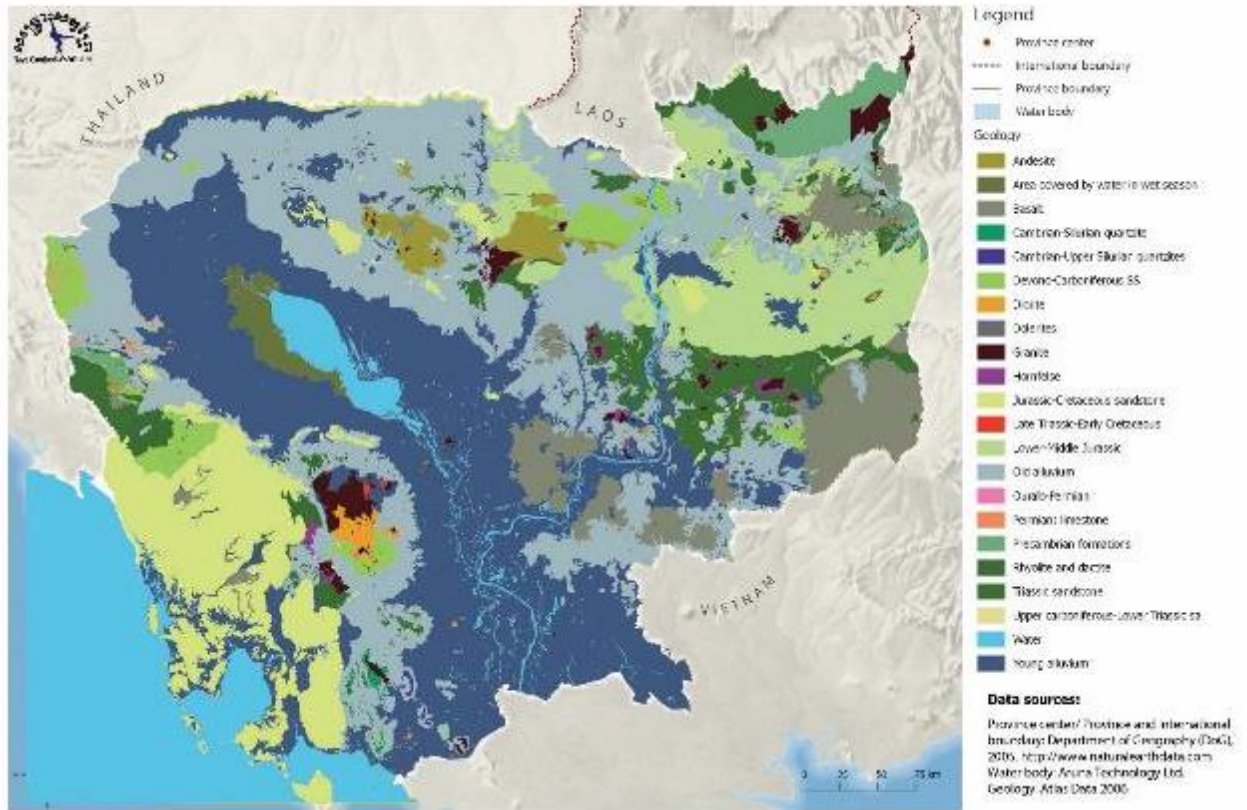 THAILAND
LAOS
VIETNAM
0 25 50 75 km
Legend
Province center
International boundary
Province boundary
Water body
Geology
Andesite
Area covered by water in wet season
Basalt
Cambrian-Silurian quartzite
Cambrian-Upper Silurian quartzites
Devono-Carboniferous SS
Diolite
Dolerites
Granite
Hornfelse
Jurassic-Cretaceous sandstone
Late Triassic-Early Cretaceous
Lower-Middle Jurassic
Old alluvium
Ouralo-Permian
Permian limestone
Precambrian formations
Rhyolite and dactite
Triassic sandstone
Upper carboniferous-Lower Triassic sa
Water
Young alluvium
Data sources:
Province center/ Province and international
boundary: Department of Geography (DoG),
2005, http://www.naturalearthdata.com
Water body: Aruna Technology Ltd.
Geology: Atlas Data 2006